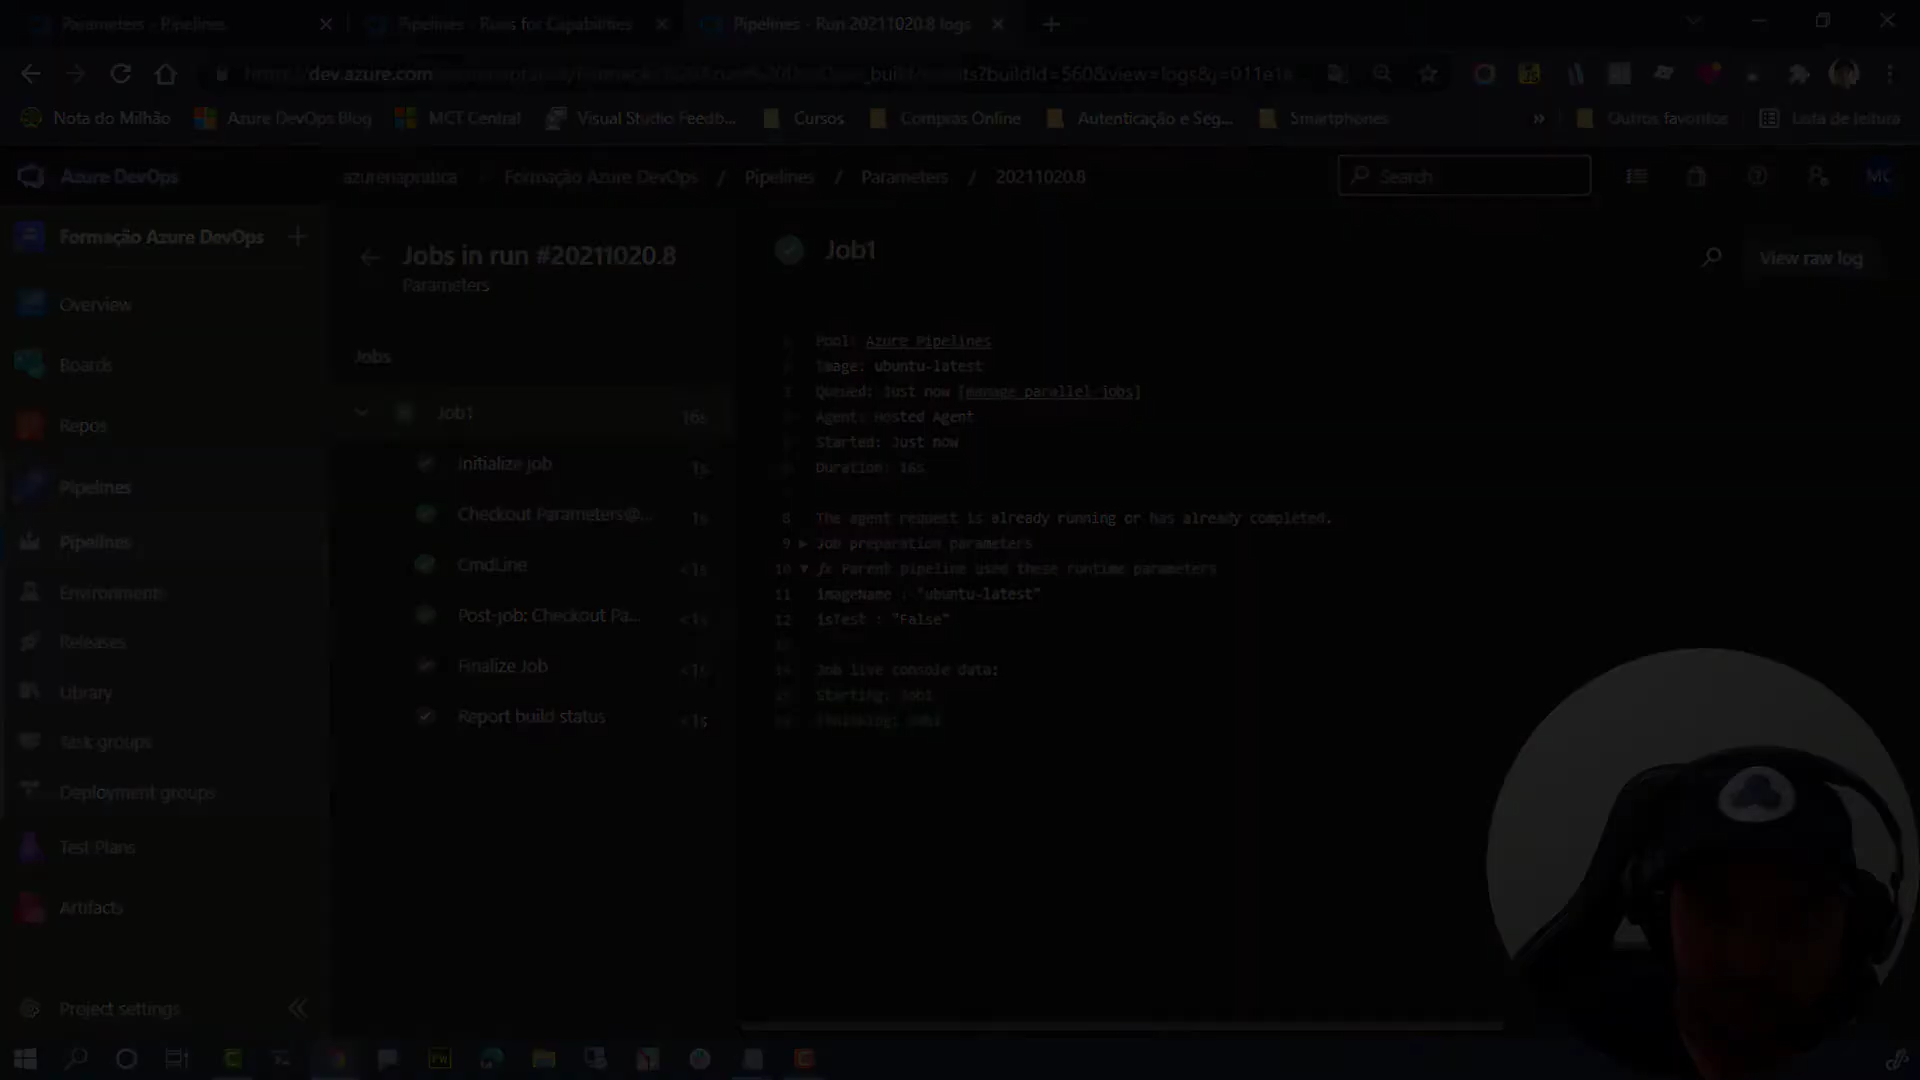 Parameters - Pipelines
Pipelines - Runs for Capabilities
Pipelines - Run 20211020.8 logs
dev.azure.com
Nota do Milhão
Azure DevOps Blog
MCT Central
Visual Studio Feedb...
Cursos
Compras Online
Autenticação e Seg...
Smartphones
»
Outros favoritos
Lista de leitura
Azure DevOps
azurenapratica / Formação Azure DevOps / Pipelines / Parameters / 20211020.8
Search
MC
Formação Azure DevOps
Overview
Boards
Repos
Pipelines
Pipelines
Environments
Releases
Library
Task groups
Deployment groups
Test Plans
Artifacts
Project settings
Jobs in run #20211020.8
Parameters
Jobs
Job1 16s
Initialize job 1s
Checkout Parameters@... 1s
CmdLine <1s
Post-job: Checkout Pa... <1s
Finalize Job <1s
Report build status <1s
Job1
View raw log
Pool: Azure Pipelines
Image: ubuntu-latest
Queued: Just now [manage parallel jobs]
Agent: Hosted Agent
Started: Just now
Duration: 16s
8 The agent request is already running or has already completed.
9 Job preparation parameters
10 fx Parent pipeline used these runtime parameters
11 imageName : "ubuntu-latest"
12 isTest : "False"
Job live console data:
Starting: Job1
Finishing: Job1